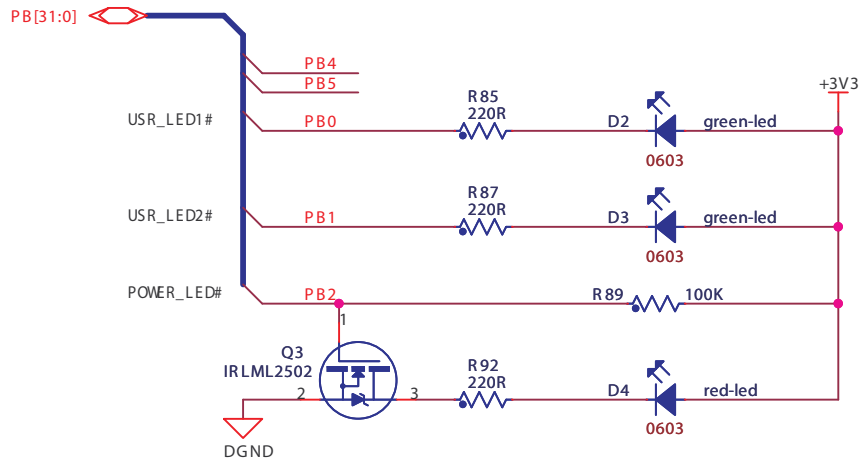 PB[31:0]
PB4
PB5
+3V3
USR_LED1#
PB0
R85
220R
D2
green-led
0603
USR_LED2#
PB1
R87
220R
D3
green-led
0603
POWER_LED#
PB2
R89
100K
1
Q3
IRLML2502
2
3
R92
220R
D4
red-led
0603
DGND